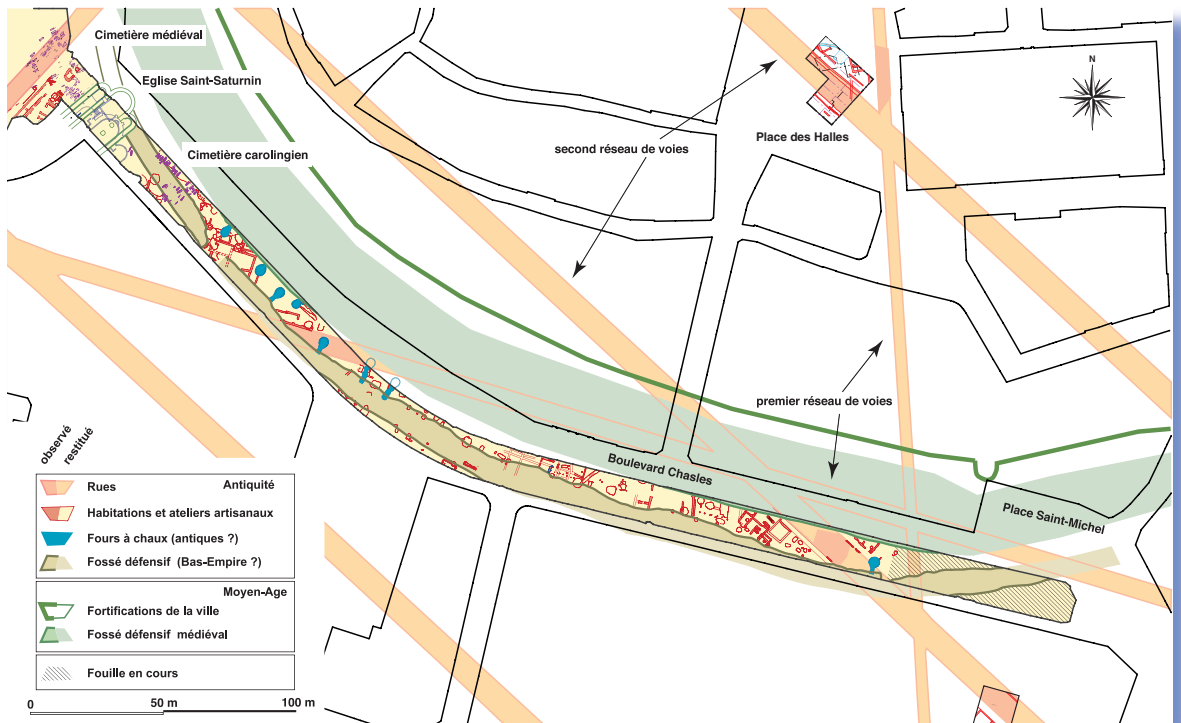 Cimetière médiéval
Eglise Saint-Saturnin
Cimetière carolingien
second réseau de voies
Place des Halles
N
premier réseau de voies
Boulevard Chasles
Place Saint-Michel
observé
restitué
Rues
Antiquité
Habitations et ateliers artisanaux
Fours à chaux (antiques ?)
Fossé défensif (Bas-Empire ?)
Moyen-Age
Fortifications de la ville
Fossé défensif médiéval
Fouille en cours
0 50 m 100 m